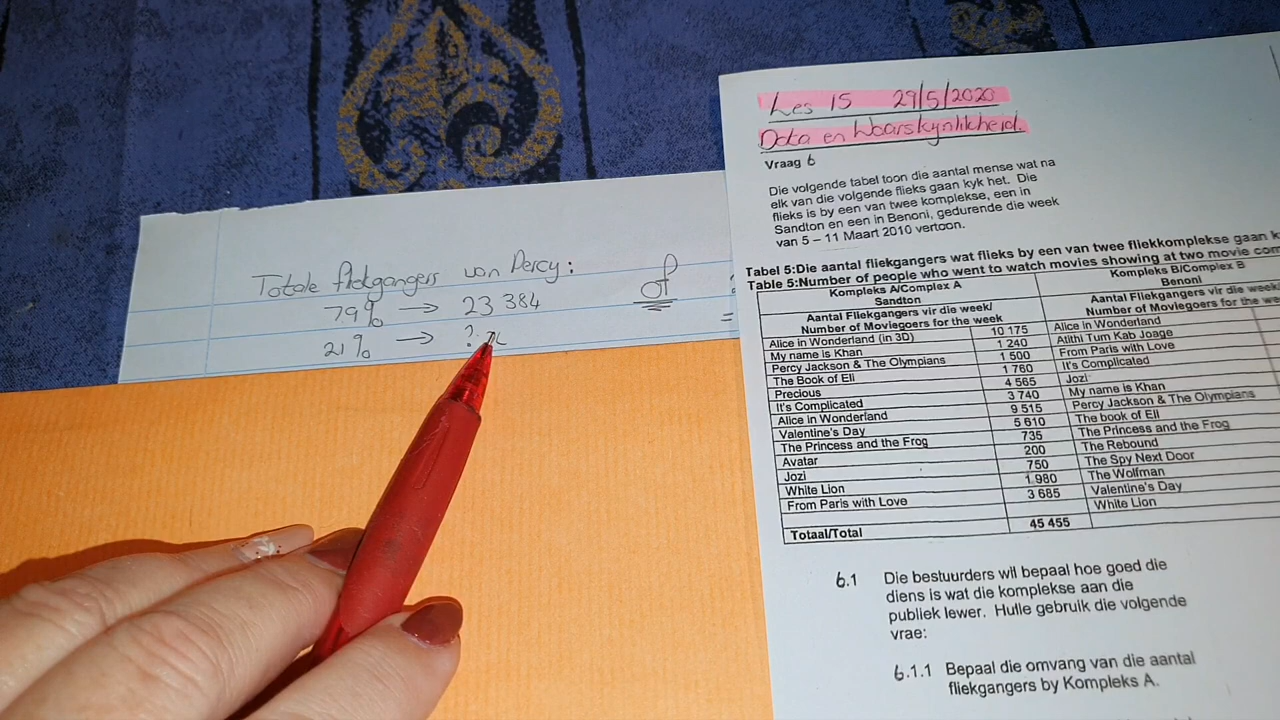 Totale fliekgangers van Percy:
79% → 23 384
21% → ? x
of
=
Les 15 29/5/2020
Data en Waarskynlikheid.
Vraag 6
Die volgende tabel toon die aantal mense wat na
elk van die volgende flieks gaan kyk het. Die
flieks is by een van twee komplekse, een in
Sandton en een in Benoni, gedurende die week
van 5 – 11 Maart 2010 vertoon.
Tabel 5:Die aantal fliekgangers wat flieks by een van twee fliekkomplekse gaan
Table 5:Number of people who went to watch movies showing at two movie
Kompleks A/Complex A
Sandton
Aantal Fliekgangers vir die week/
Number of Moviegoers for the week
Alice in Wonderland (in 3D) 10 175
My name is Khan 1 240
Percy Jackson & The Olympians 1 500
The Book of Eli 1 760
Precious 4 565
It's Complicated 3 740
Alice in Wonderland 9 515
Valentine's Day 5 610
The Princess and the Frog 735
Avatar 200
Jozi 750
White Lion 1 980
From Paris with Love 3 685
Totaal/Total 45 455
Kompleks B/Complex B
Benoni
Aantal Fliekgangers vir die week
Number of Moviegoers for the
Alice in Wonderland
Atithi Tum Kab Joage
From Paris with Love
It's Complicated
Jozi
My name is Khan
Percy Jackson & The Olympians
The book of Eli
The Princess and the Frog
The Rebound
The Spy Next Door
The Wolfman
Valentine's Day
White Lion
6.1 Die bestuurders wil bepaal hoe goed die
diens is wat die komplekse aan die
publiek lewer. Hulle gebruik die volgende
vrae:
6.1.1 Bepaal die omvang van die aantal
fliekgangers by Kompleks A.